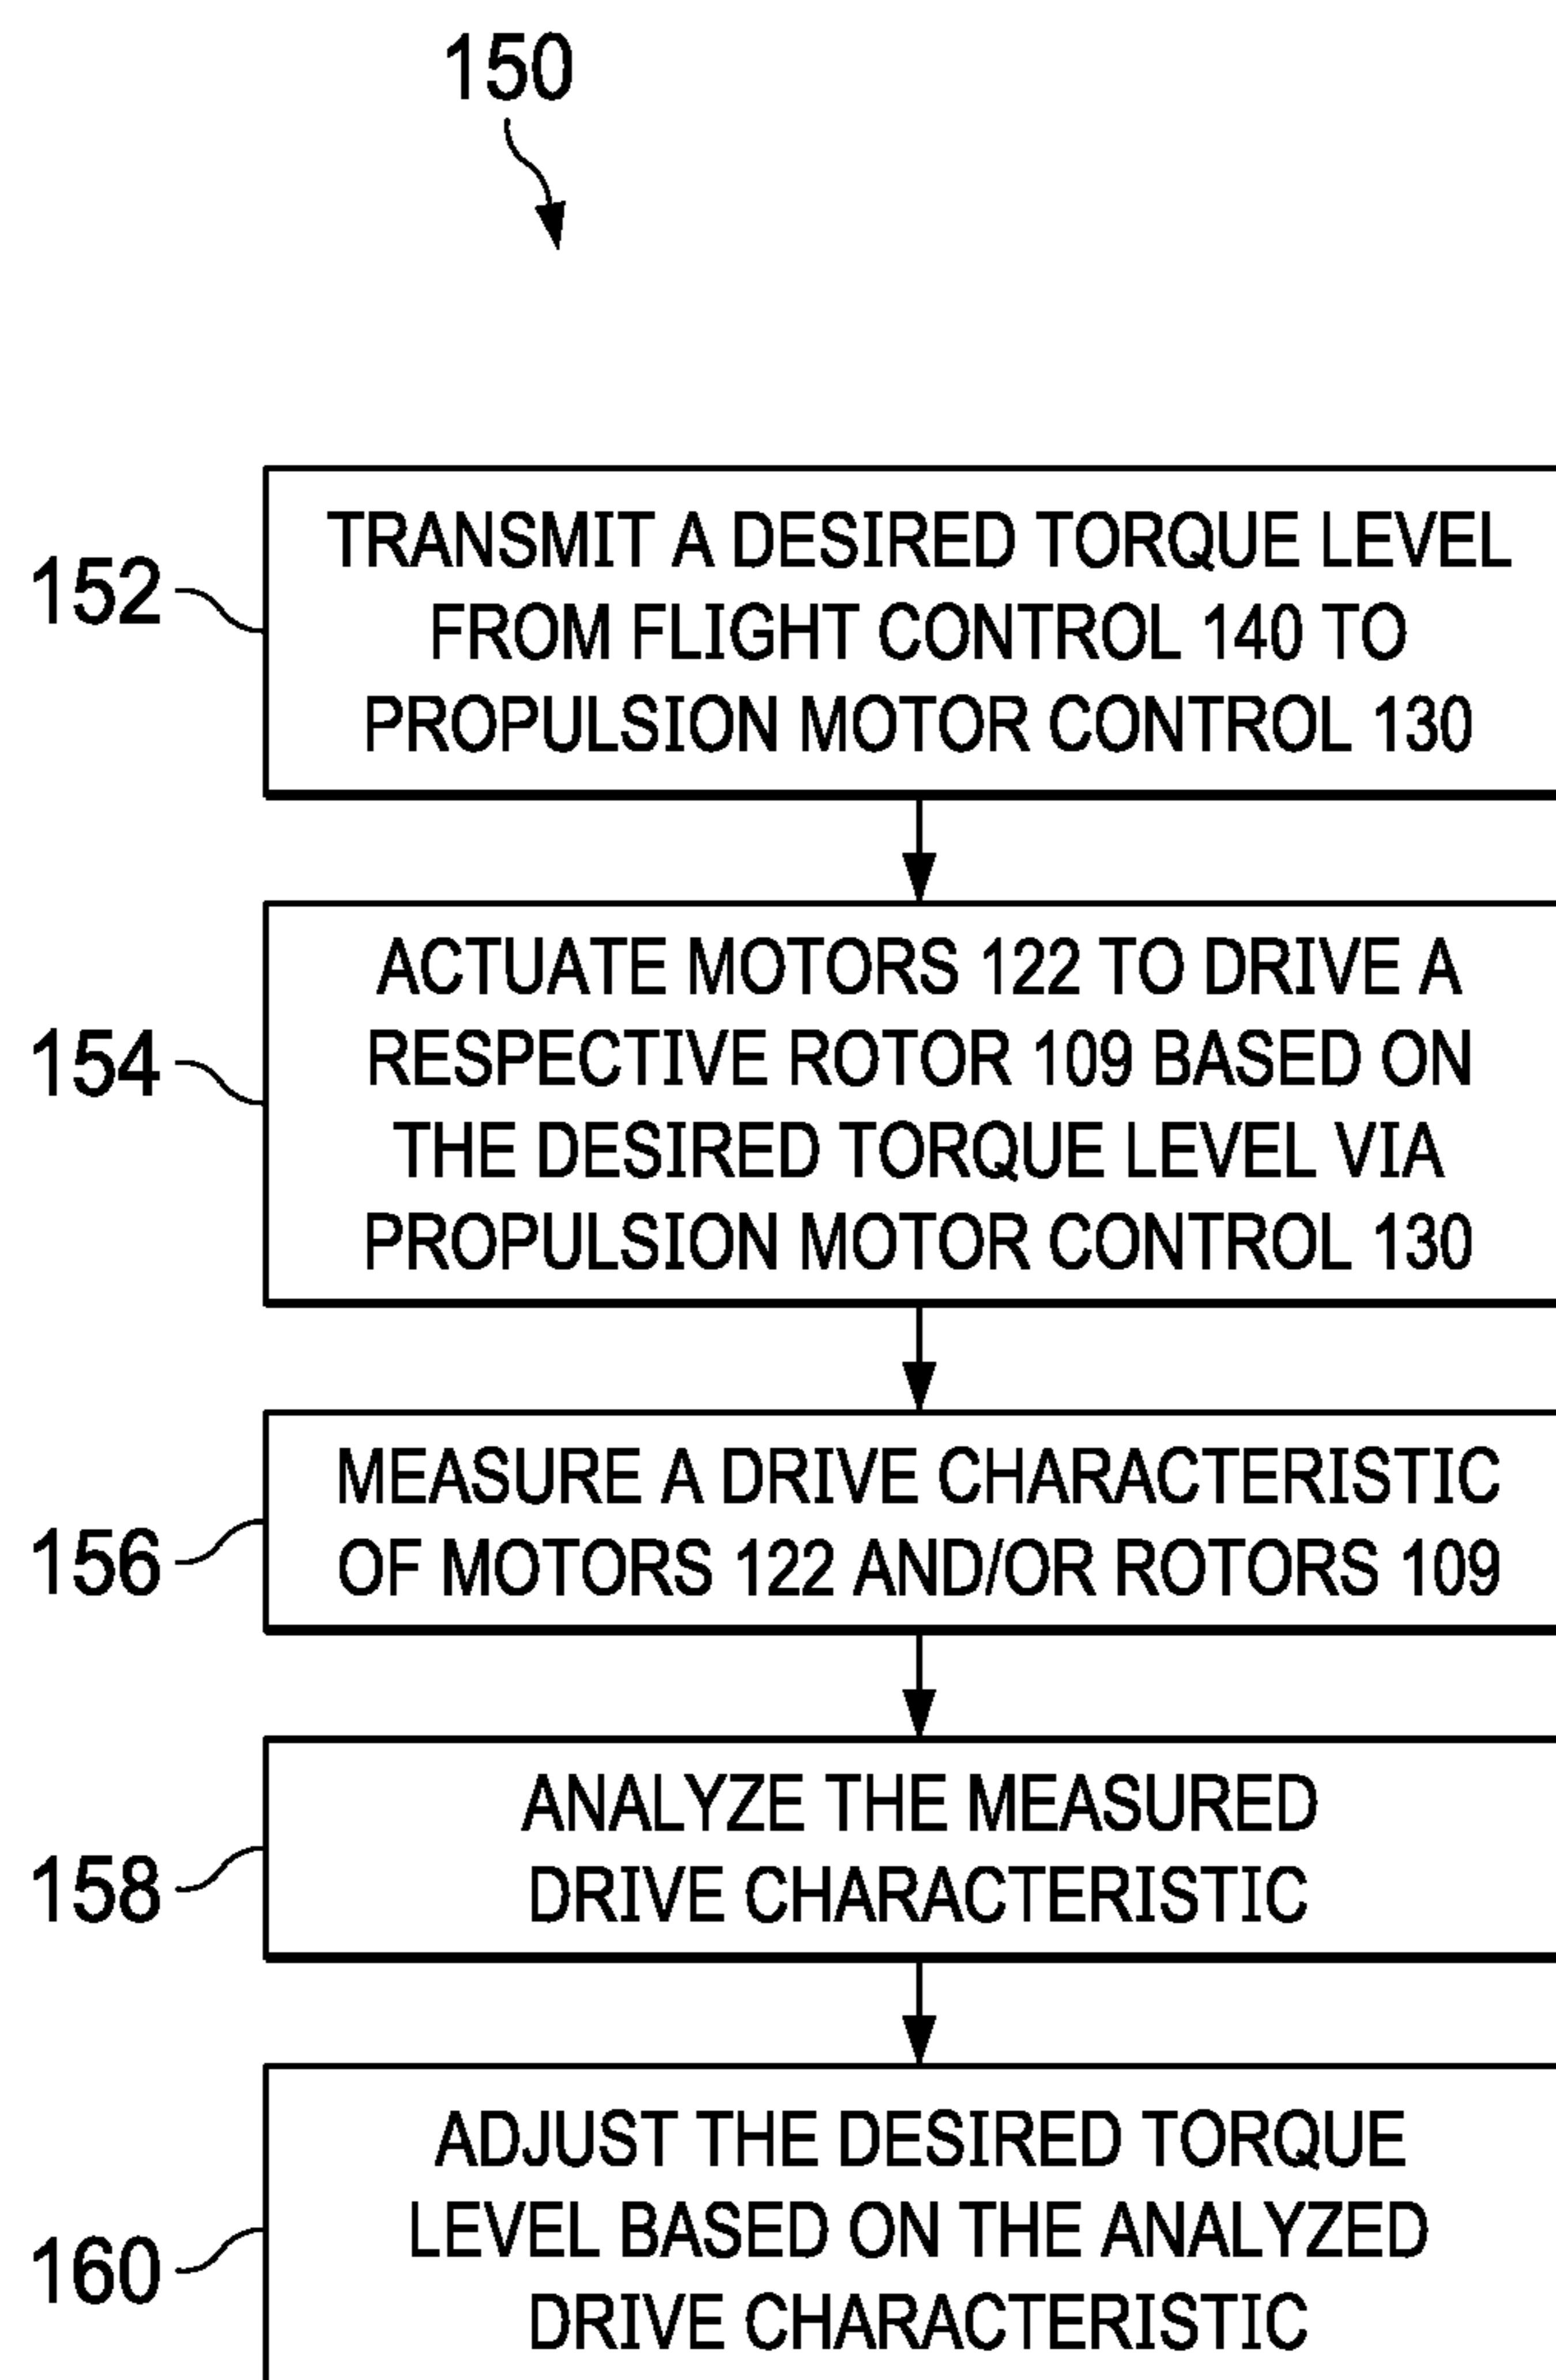 150
152
TRANSMIT A DESIRED TORQUE LEVEL
FROM FLIGHT CONTROL 140 TO
PROPULSION MOTOR CONTROL 130
154
ACTUATE MOTORS 122 TO DRIVE A
RESPECTIVE ROTOR 109 BASED ON
THE DESIRED TORQUE LEVEL VIA
PROPULSION MOTOR CONTROL 130
156
MEASURE A DRIVE CHARACTERISTIC
OF MOTORS 122 AND/OR ROTORS 109
158
ANALYZE THE MEASURED
DRIVE CHARACTERISTIC
160
ADJUST THE DESIRED TORQUE
LEVEL BASED ON THE ANALYZED
DRIVE CHARACTERISTIC